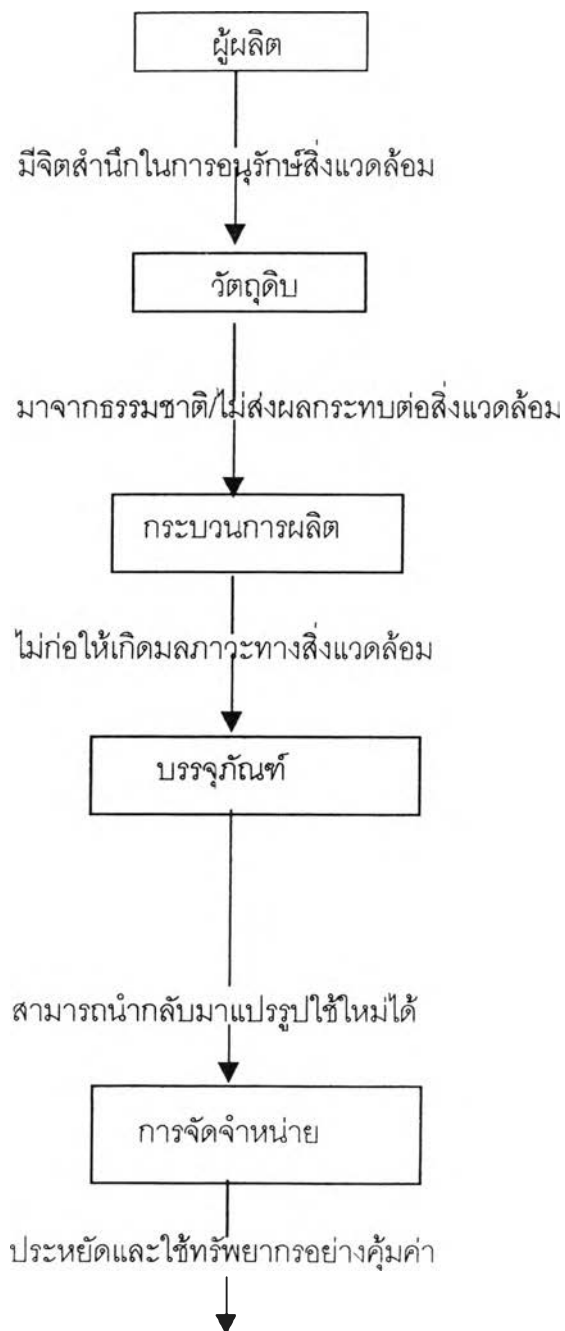 ผู้ผลิต
มีจิตสำนึกในการอนุรักษ์สิ่งแวดล้อม
วัตถุดิบ
มาจากธรรมชาติ/ไม่ส่งผลกระทบต่อสิ่งแวดล้อม
กระบวนการผลิต
ไม่ก่อให้เกิดมลภาวะทางสิ่งแวดล้อม
บรรจุภัณฑ์
สามารถนำกลับมาแปรรูปใช้ใหม่ได้
การจัดจำหน่าย
ประหยัดและใช้ทรัพยากรอย่างคุ้มค่า